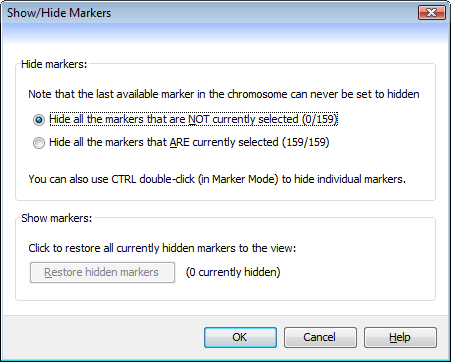 Show/Hide Markers
Hide markers:
Note that the last available marker in the chromosome can never be set to hidden
Hide all the markers that are NOT currently selected (0/159)
Hide all the markers that ARE currently selected (159/159)
You can also use CTRL double-click (in Marker Mode) to hide individual markers.
Show markers:
Click to restore all currently hidden markers to the view:
Restore hidden markers (0 currently hidden)
OK Cancel Help